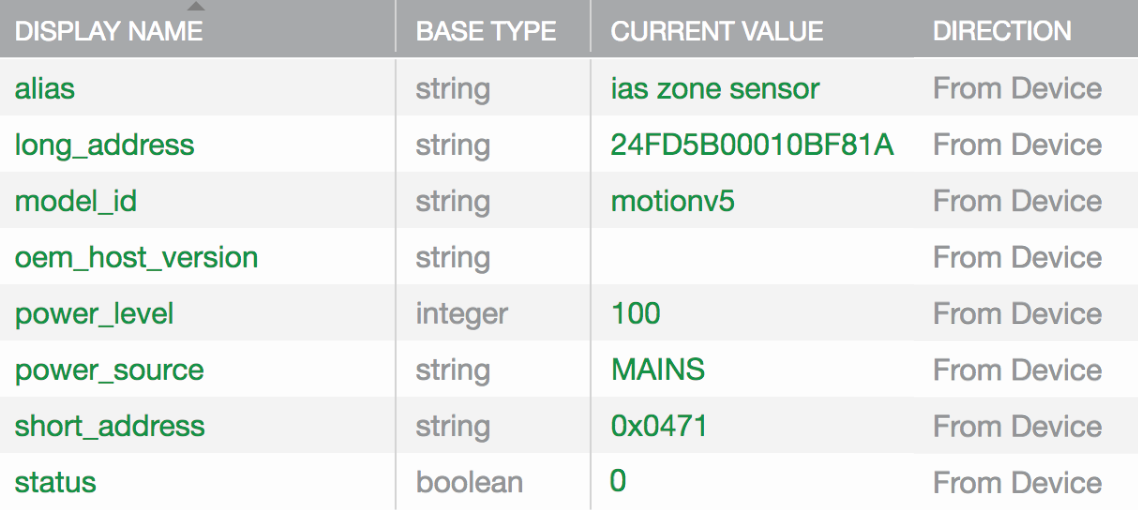 DISPLAY NAME BASE TYPE CURRENT VALUE DIRECTION
alias string ias zone sensor From Device
long_address string 24FD5B00010BF81A From Device
model_id string motionv5 From Device
oem_host_version string From Device
power_level integer 100 From Device
power_source string MAINS From Device
short_address string 0x0471 From Device
status boolean 0 From Device